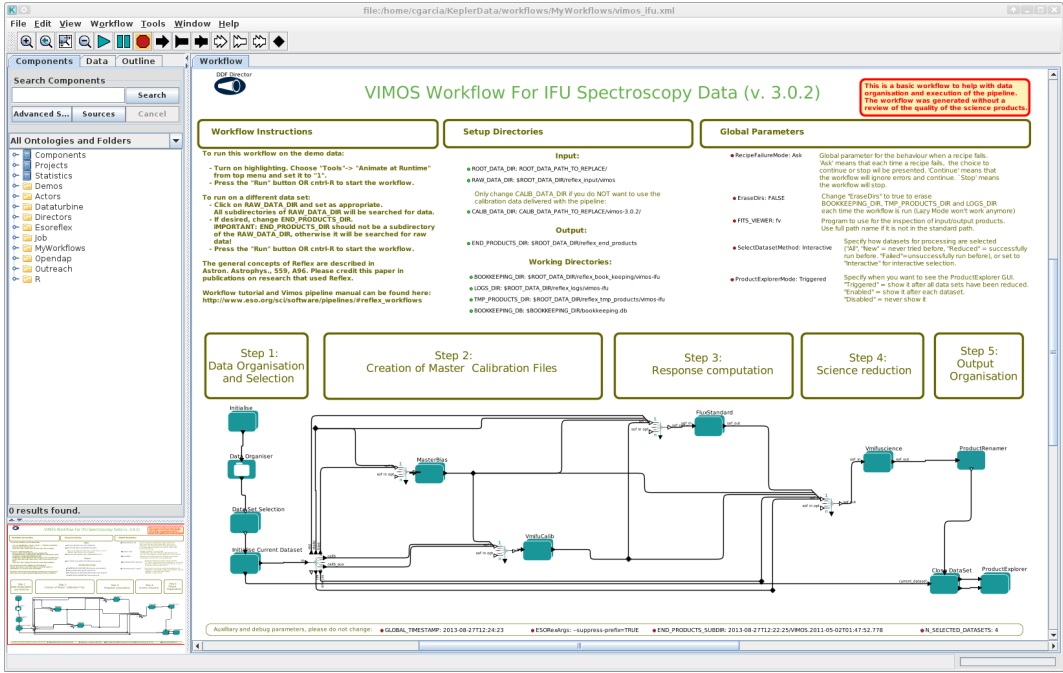 file:/home/cgarcia/KeplerData/workflows/MyWorkflows/vimos_ifu.xml
File Edit View Workflow Tools Window Help
Components Data Outline
Workflow
Search Components
Search
Advanced S... Sources Cancel
All Ontologies and Folders
Components
Projects
Statistics
Demos
Actors
Dataturbine
Directors
Esoreflex
Job
MyWorkflows
Opendap
Outreach
R
0 results found.
DDF Director
VIMOS Workflow For IFU Spectroscopy Data (v. 3.0.2)
This is a basic workflow to help with data
organisation and execution of the pipeline.
The workflow was generated without a
review of the quality of the science products.
Workflow Instructions
To run this workflow on the demo data:
- Turn on highlighting. Choose "Tools"-> "Animate at Runtime"
from top menu and set it to "1".
- Press the "Run" button OR cntrl-R to start the workflow.
To run on a different data set:
- Click on RAW_DATA_DIR and set as appropriate.
All subdirectories of RAW_DATA_DIR will be searched for data.
- If desired, change END_PRODUCTS_DIR.
IMPORTANT: END_PRODUCTS_DIR should not be a subdirectory
of the RAW_DATA_DIR, otherwise it will be searched for raw
data!
- Press the "Run" button OR cntrl-R to start the workflow.
The general concepts of Reflex are described in
Astron. Astrophys., 559, A96. Please credit this paper in
publications on research that used Reflex.
Workflow tutorial and Vimos pipeline manual can be found here:
http://www.eso.org/sci/software/pipelines/#reflex_workflows
Setup Directories
Input:
ROOT_DATA_DIR: ROOT_DATA_PATH_TO_REPLACE/
RAW_DATA_DIR: $ROOT_DATA_DIR/reflex_input/vimos
Only change CALIB_DATA_DIR if you do NOT want to use the
calibration data delivered with the pipeline:
CALIB_DATA_DIR: CALIB_DATA_PATH_TO_REPLACE/vimos-3.0.2/
Output:
END_PRODUCTS_DIR: $ROOT_DATA_DIR/reflex_end_products
Working Directories:
BOOKKEEPING_DIR: $ROOT_DATA_DIR/reflex_book_keeping/vimos-ifu
LOGS_DIR: $ROOT_DATA_DIR/reflex_logs/vimos-ifu
TMP_PRODUCTS_DIR: $ROOT_DATA_DIR/reflex_tmp_products/vimos-ifu
BOOKKEEPING_DB: $BOOKKEEPING_DIR/bookkeeping.db
Global Parameters
RecipeFailureMode: Ask
Global parameter for the behaviour when a recipe fails.
'Ask' means that each time a recipe fails, the choice to
continue or stop will be presented. 'Continue' means that
the workflow will ignore errors and continue. `Stop' means
the workflow will stop.
EraseDirs: FALSE
Change "EraseDirs" to true to erase
BOOKKEEPING_DIR, TMP_PRODUCTS_DIR and LOGS_DIR
each time the workflow is run (Lazy Mode won't work anymore)
FITS_VIEWER: fv
Program to use for the inspection of input/output products.
Use full path name if it is not in the standard path.
SelectDatasetMethod: Interactive
Specify how datasets for processing are selected
("All", "New" = never tried before, "Reduced" = successfully
run before. "Failed"=unsuccessfully run before), or set to
"Interactive" for interactive selection.
ProductExplorerMode: Triggered
Specify when you want to see the ProductExplorer GUI.
"Triggered" = show it after all data sets have been reduced.
"Enabled" = show it after each dataset.
"Disabled" = never show it
Step 1:
Data Organisation
and Selection
Step 2:
Creation of Master Calibration Files
Step 3:
Response computation
Step 4:
Science reduction
Step 5:
Output
Organisation
Initialise
Data Organiser
DataSet Selection
Initialise Current Dataset
MasterBias
VmifuCalib
FluxStandard
Vmifuscience
ProductRenamer
Close DataSet
ProductExplorer
current_dataset
Auxiliary and debug parameters, please do not change:
GLOBAL_TIMESTAMP: 2013-08-27T12:24:23
ESORexArgs: --suppress-prefix=TRUE
END_PRODUCTS_SUBDIR: 2013-08-27T12:22:25/VIMOS.2011-05-02T01:47:52.778
N_SELECTED_DATASETS: 4